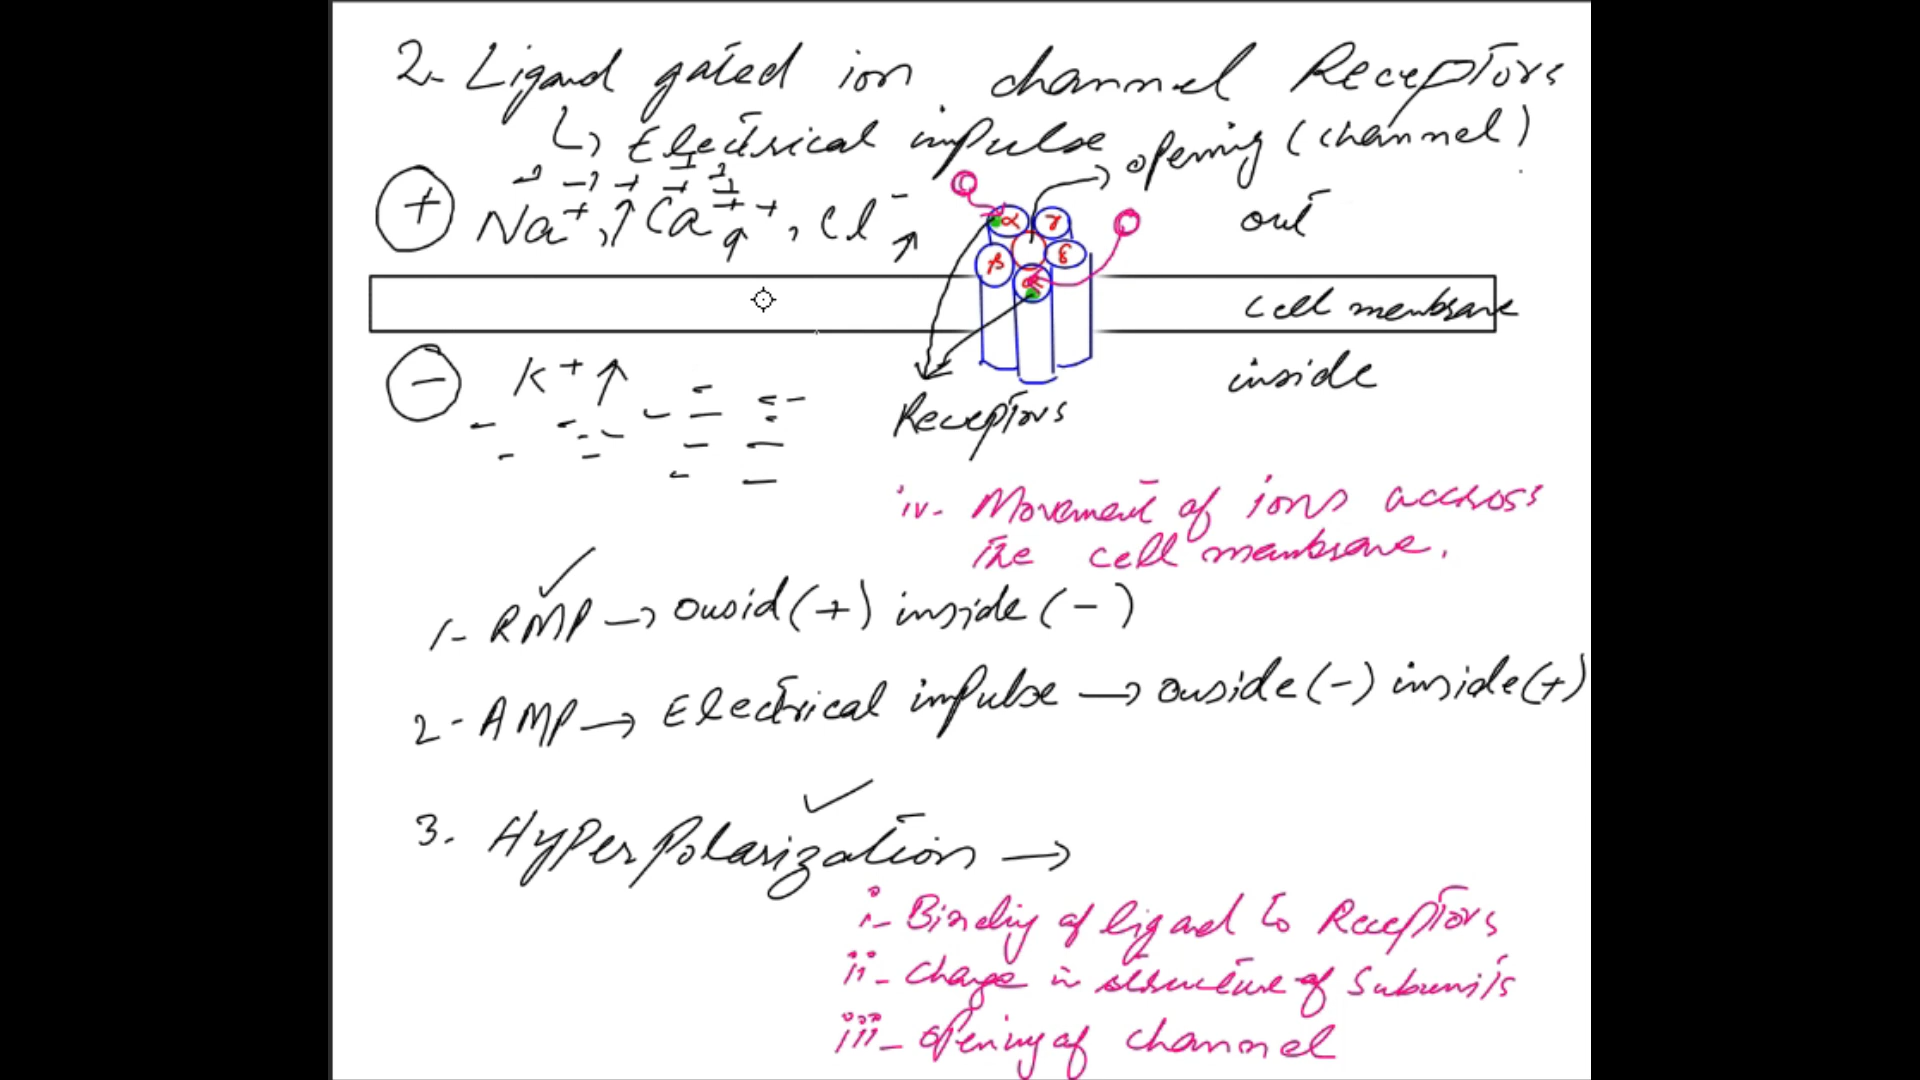 2- Ligand gated ion channel Receptors
↳ Electrical impulse
opening (channel)
+ Na+, ↑ Ca++, Cl- ↑
out
α γ
β δ
α
cell membrane
- K+ ↑
inside
Receptors
iv- Movement of ions accross
the cell membrane.
1- RMP → ousid (+) inside (-)
2- AMP → Electrical impulse → ouside (-) inside (+)
3. HyperPolarization →
i- Binding of ligand to Receptors
ii- Change in structure of Subunits
iii- opening of channel